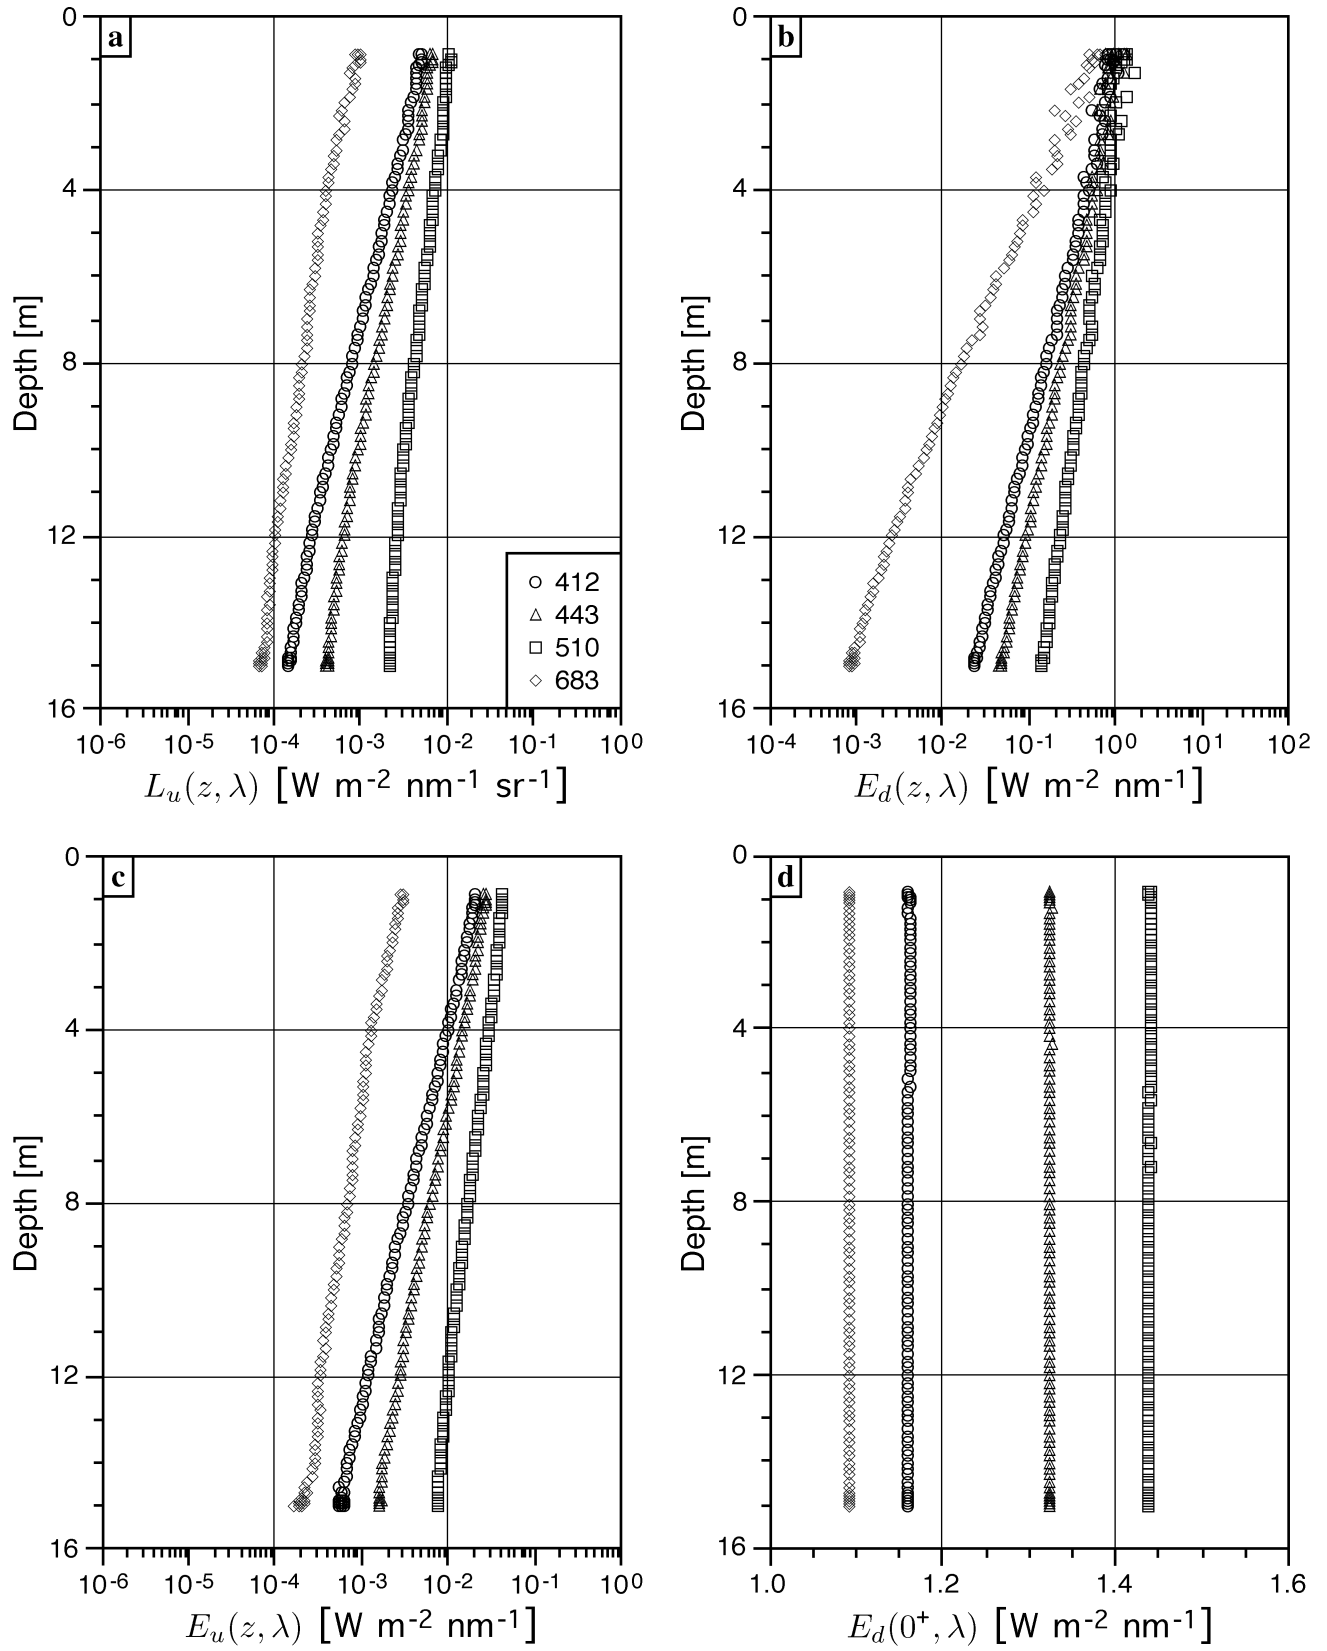 a
0
4
8
12
16
Depth [m]
412
443
510
683
10-6 10-5 10-4 10-3 10-2 10-1 100
Lu(z, λ) [W m-2 nm-1 sr-1]
b
0
4
8
12
16
Depth [m]
10-4 10-3 10-2 10-1 100 101 102
Ed(z, λ) [W m-2 nm-1]
c
0
4
8
12
16
Depth [m]
10-6 10-5 10-4 10-3 10-2 10-1 100
Eu(z, λ) [W m-2 nm-1]
d
0
4
8
12
16
Depth [m]
1.0 1.2 1.4 1.6
Ed(0+, λ) [W m-2 nm-1]